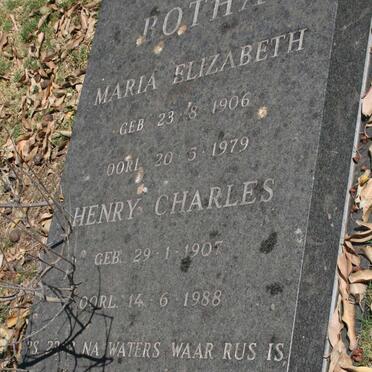 BOTHA
MARIA ELIZABETH
GEB 23·8·1906
OORL 20·3·1979
HENRY CHARLES
GEB. 29·1·1907
OORL. 14·6·1988
NA WATERS WAAR RUS IS